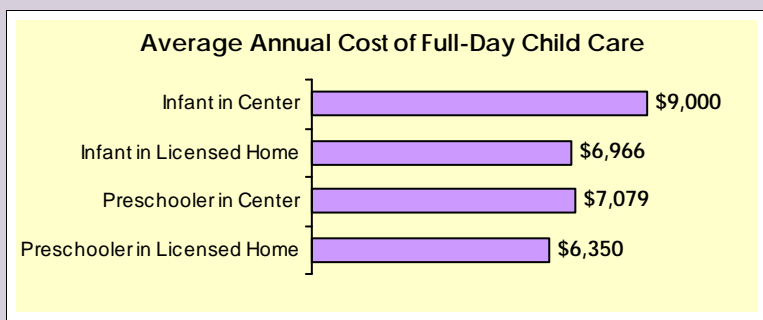 Average Annual Cost of Full-Day Child Care
Infant in Center $9,000
Infant in Licensed Home $6,966
Preschooler in Center $7,079
Preschooler in Licensed Home $6,350